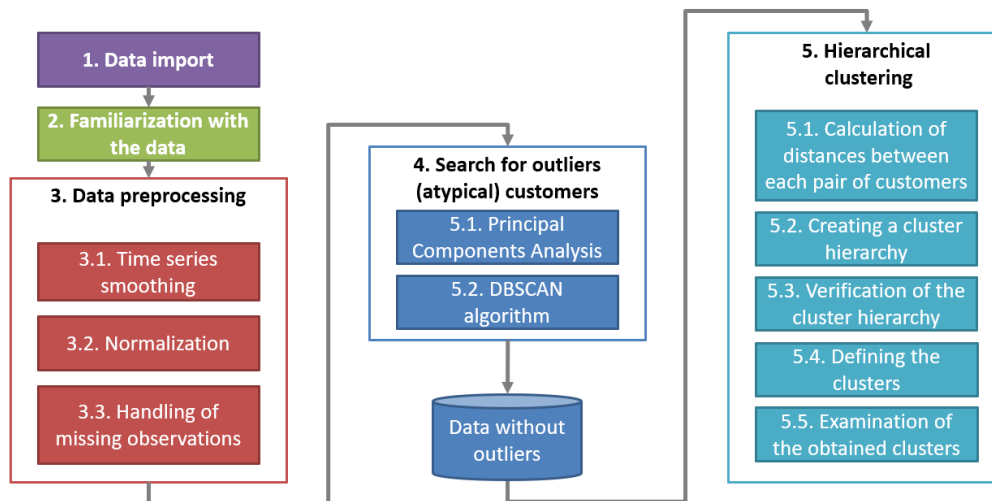 1. Data import
2. Familiarization with
the data
3. Data preprocessing
3.1. Time series
smoothing
3.2. Normalization
3.3. Handling of
missing observations
4. Search for outliers
(atypical) customers
5.1. Principal
Components Analysis
5.2. DBSCAN
algorithm
Data without
outliers
5. Hierarchical
clustering
5.1. Calculation of
distances between
each pair of customers
5.2. Creating a cluster
hierarchy
5.3. Verification of the
cluster hierarchy
5.4. Defining the
clusters
5.5. Examination of
the obtained clusters